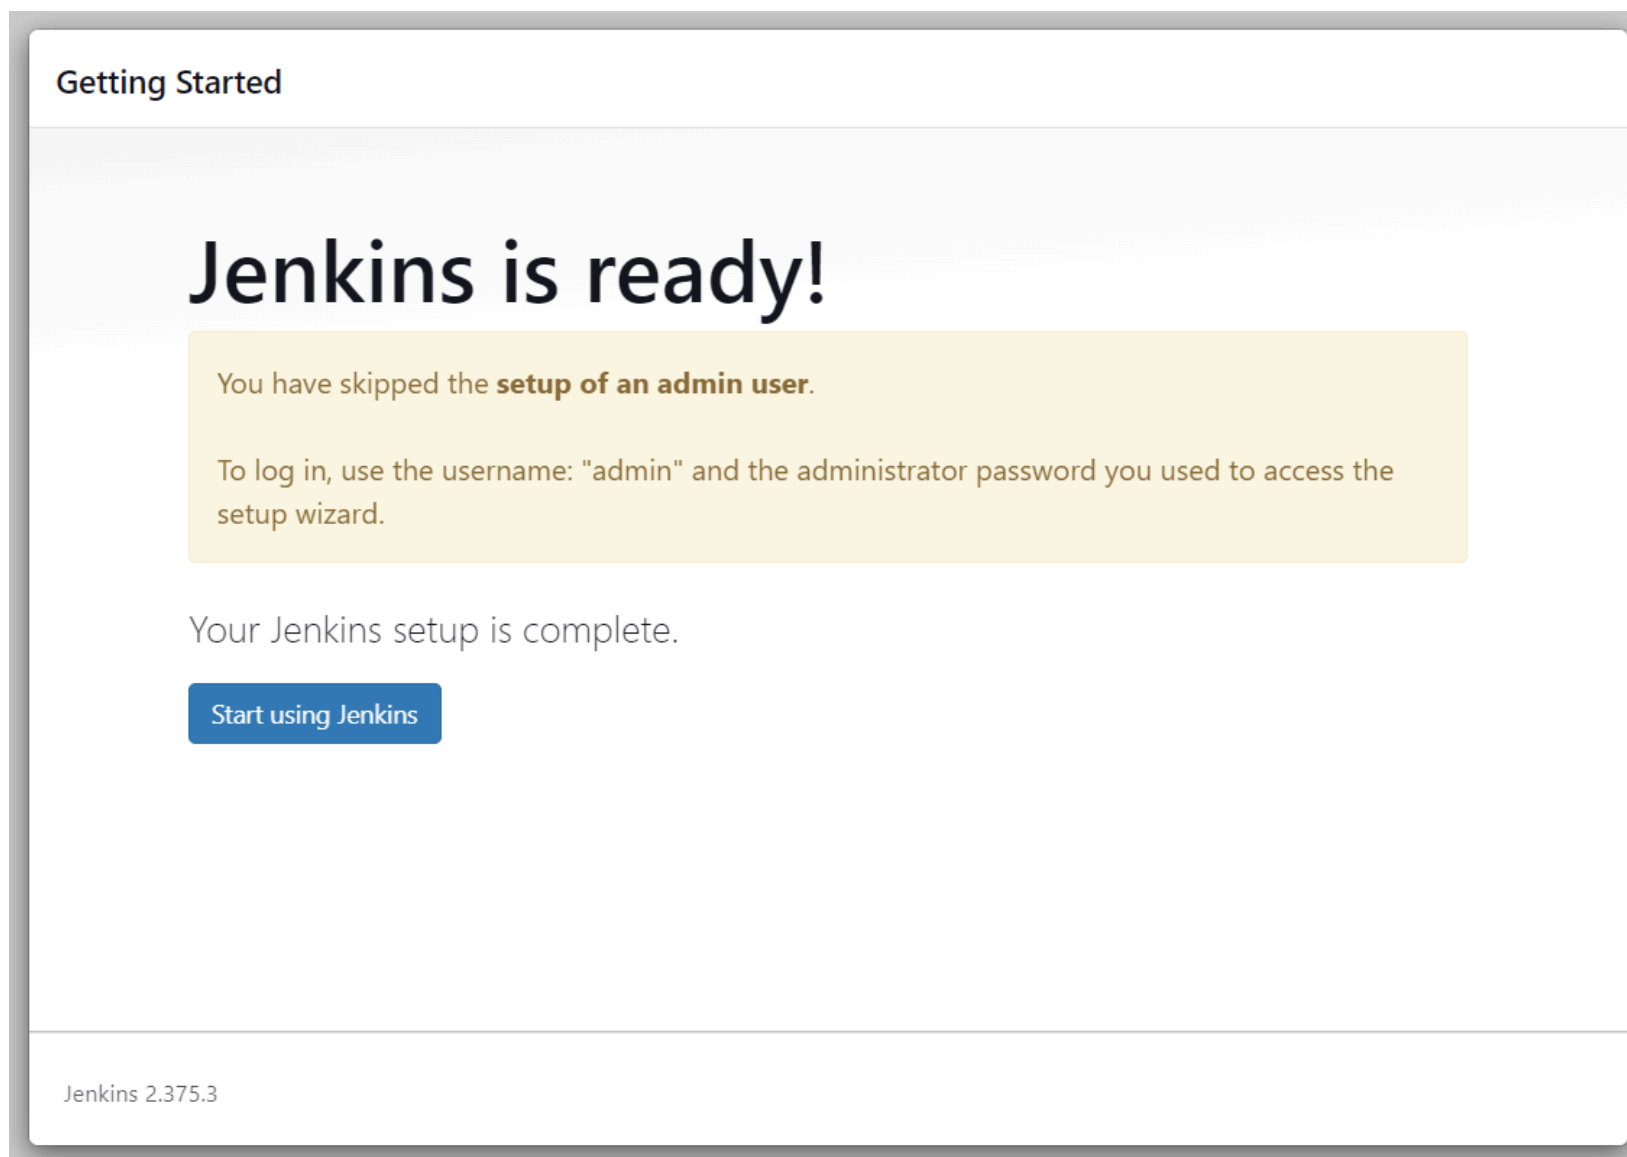 Getting Started
Jenkins is ready!
You have skipped the setup of an admin user.
To log in, use the username: "admin" and the administrator password you used to access the
setup wizard.
Your Jenkins setup is complete.
Start using Jenkins
Jenkins 2.375.3